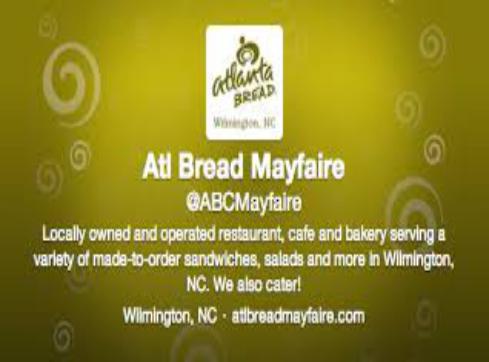 atlanta
BREAD
Wilmington, NC
Atl Bread Mayfaire
@ABCMayfaire
Locally owned and operated restaurant, cafe and bakery serving a
variety of made-to-order sandwiches, salads and more in Wilmington,
NC. We also cater!
Wilmington, NC · atlbreadmayfaire.com